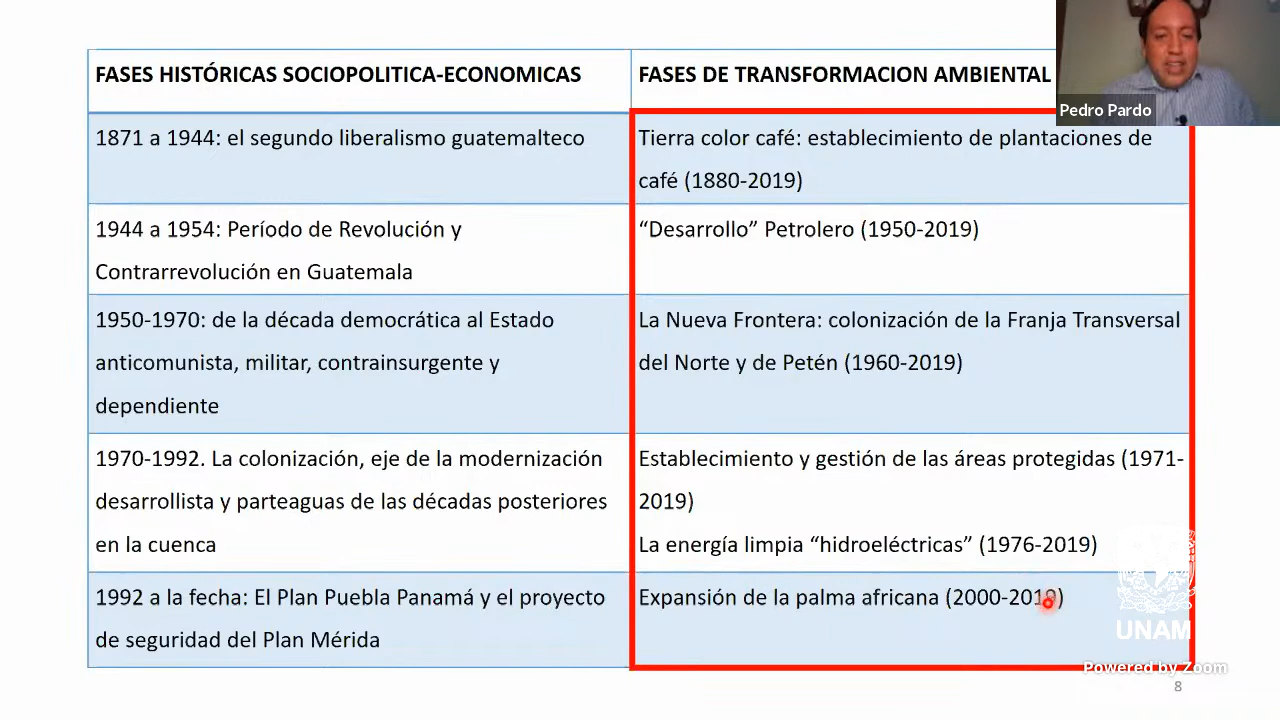 FASES HISTÓRICAS SOCIOPOLITICA-ECONOMICAS
FASES DE TRANSFORMACION AMBIENTAL
Pedro Pardo
1871 a 1944: el segundo liberalismo guatemalteco
Tierra color café: establecimiento de plantaciones de
café (1880-2019)
1944 a 1954: Período de Revolución y
Contrarrevolución en Guatemala
“Desarrollo” Petrolero (1950-2019)
1950-1970: de la década democrática al Estado
anticomunista, militar, contrainsurgente y
dependiente
La Nueva Frontera: colonización de la Franja Transversal
del Norte y de Petén (1960-2019)
1970-1992. La colonización, eje de la modernización
desarrollista y parteaguas de las décadas posteriores
en la cuenca
Establecimiento y gestión de las áreas protegidas (1971-
2019)
La energía limpia “hidroeléctricas” (1976-2019)
1992 a la fecha: El Plan Puebla Panamá y el proyecto
de seguridad del Plan Mérida
Expansión de la palma africana (2000-2019)
UNAM
Powered by Zoom
8